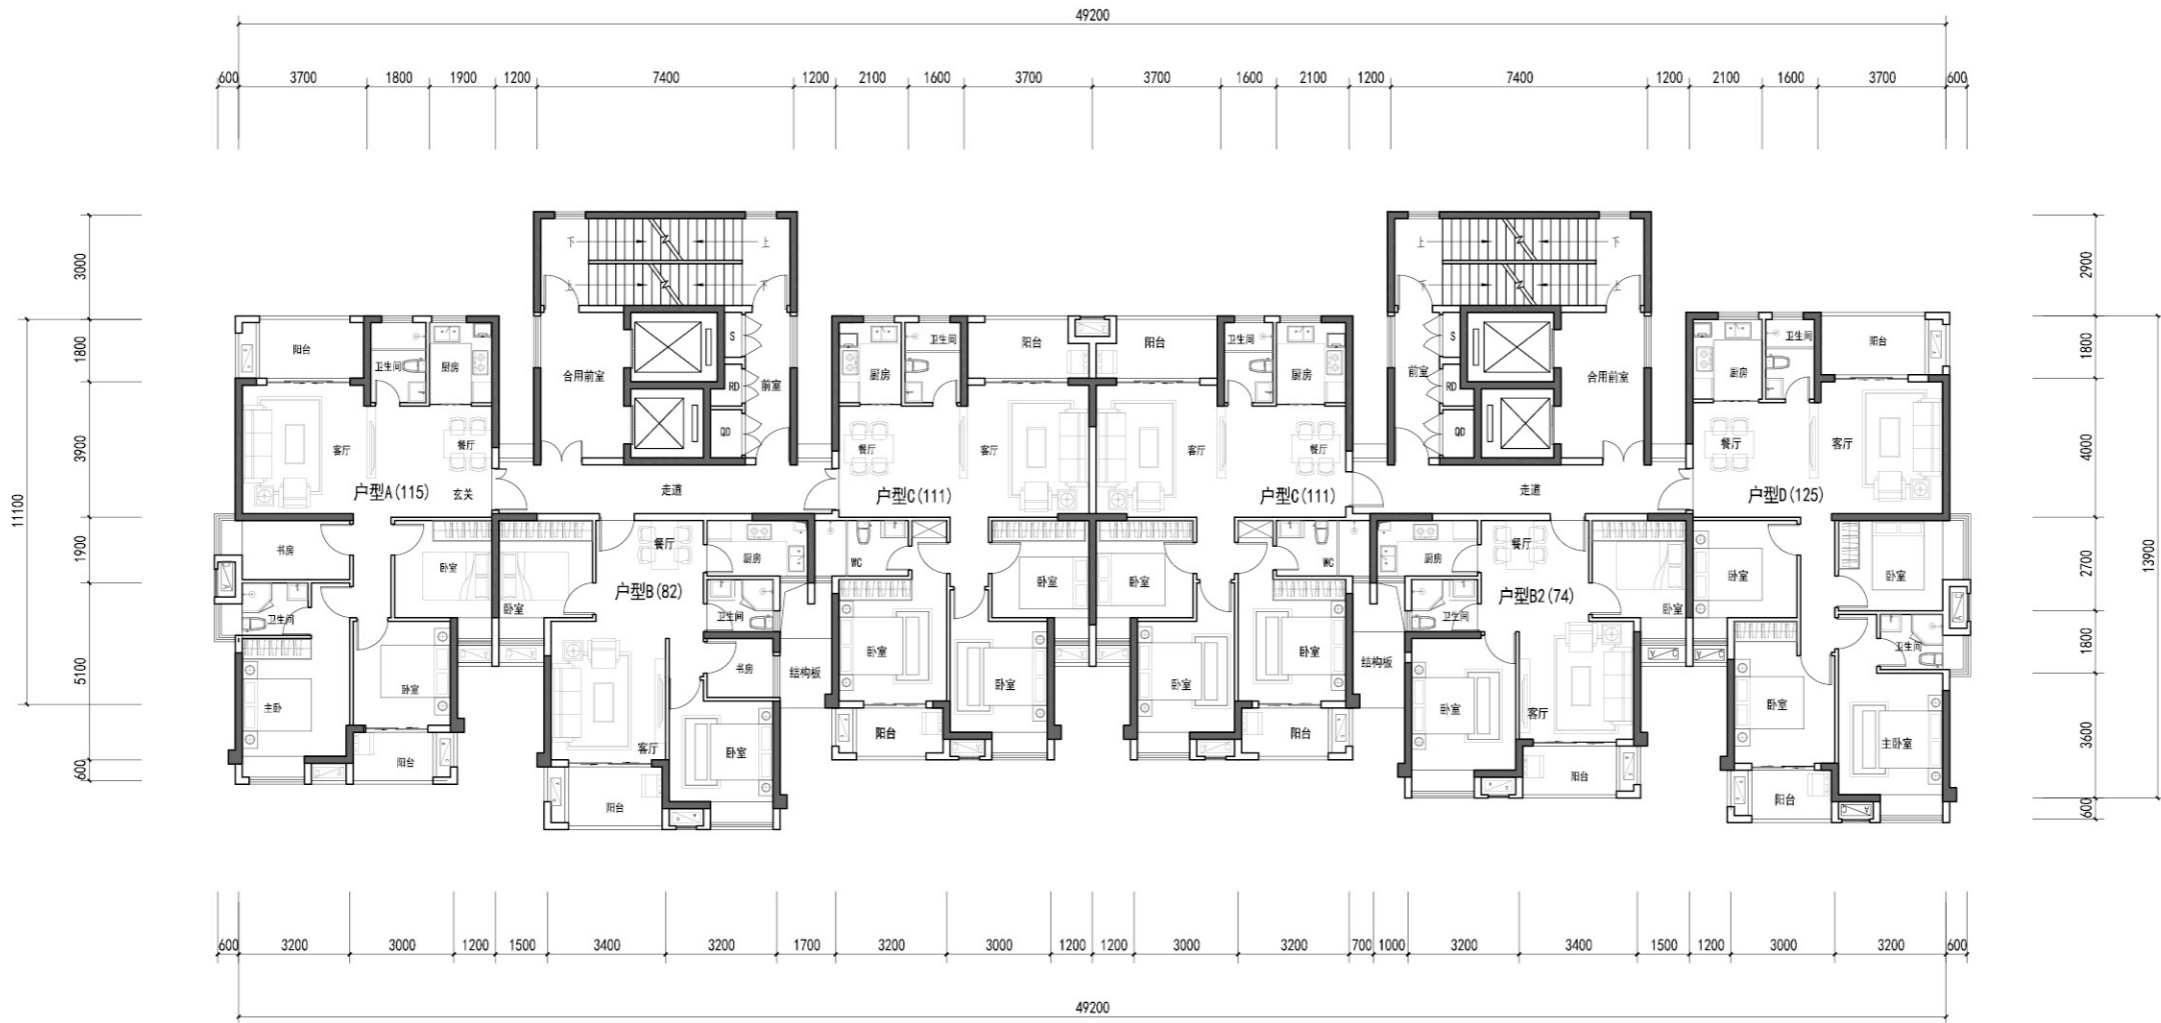 49200
600 3700 1800 1900 1200 7400 1200 2100 1600 3700 3700 1600 2100 1200 7400 1200 2100 1600 3700 600
3000
1800
3900
1900
5100
600
11100
2900
1800
4000
2700
1800
3600
600
13900
下 上 上 下
上 下 下 上
阳台 卫生间 厨房 合用前室 S RD 前室 QD 厨房 卫生间 阳台 阳台 卫生间 厨房 前室 S RD QD 合用前室 厨房 卫生间 阳台
客厅 餐厅 餐厅 客厅 客厅 餐厅 餐厅 客厅
户型A(115) 玄关 走道 户型C(111) 户型C(111) 走道 户型D(125)
书房 卧室 卧室 餐厅 厨房 WC 卧室 卧室 WC 厨房 餐厅 卧室 卧室 卧室
户型B(82) 户型B2(74)
卫生间 卫生间 卫生间 卫生间
主卧 卧室 书房 结构板 卧室 卧室 卧室 卧室 结构板 卧室 客厅 卧室 主卧室
阳台 客厅 卧室 阳台 阳台 阳台 阳台
阳台
600 3200 3000 1200 1500 3400 3200 1700 3200 3000 1200 1200 3000 3200 700 1000 3200 3400 1500 1200 3000 3200 600
49200